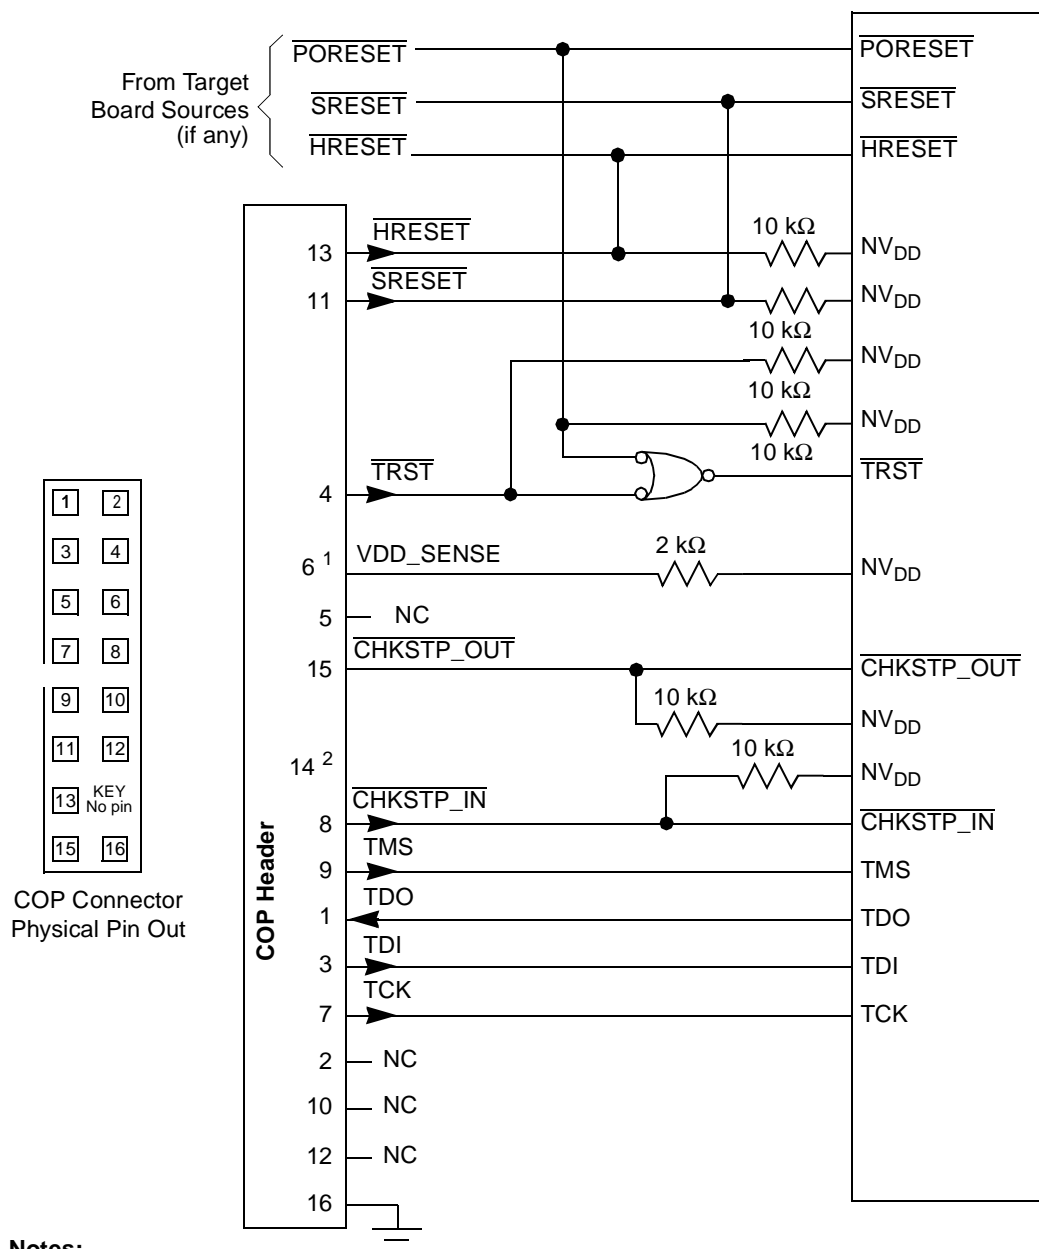 PORESET
PORESET
From Target
Board Sources
(if any)
SRESET
SRESET
HRESET
HRESET
13
HRESET
10 kΩ
NVDD
11
SRESET
NVDD
10 kΩ
NVDD
10 kΩ
NVDD
10 kΩ
4
TRST
TRST
6 1
VDD_SENSE
2 kΩ
NVDD
5
NC
15
CHKSTP_OUT
CHKSTP_OUT
10 kΩ
NVDD
14 2
10 kΩ
NVDD
8
CHKSTP_IN
CHKSTP_IN
9
TMS
TMS
1
TDO
TDO
3
TDI
TDI
7
TCK
TCK
2
NC
10
NC
12
NC
16
COP Header
1 2
3 4
5 6
7 8
9 10
11 12
13 KEY
No pin
15 16
COP Connector
Physical Pin Out
Notes: